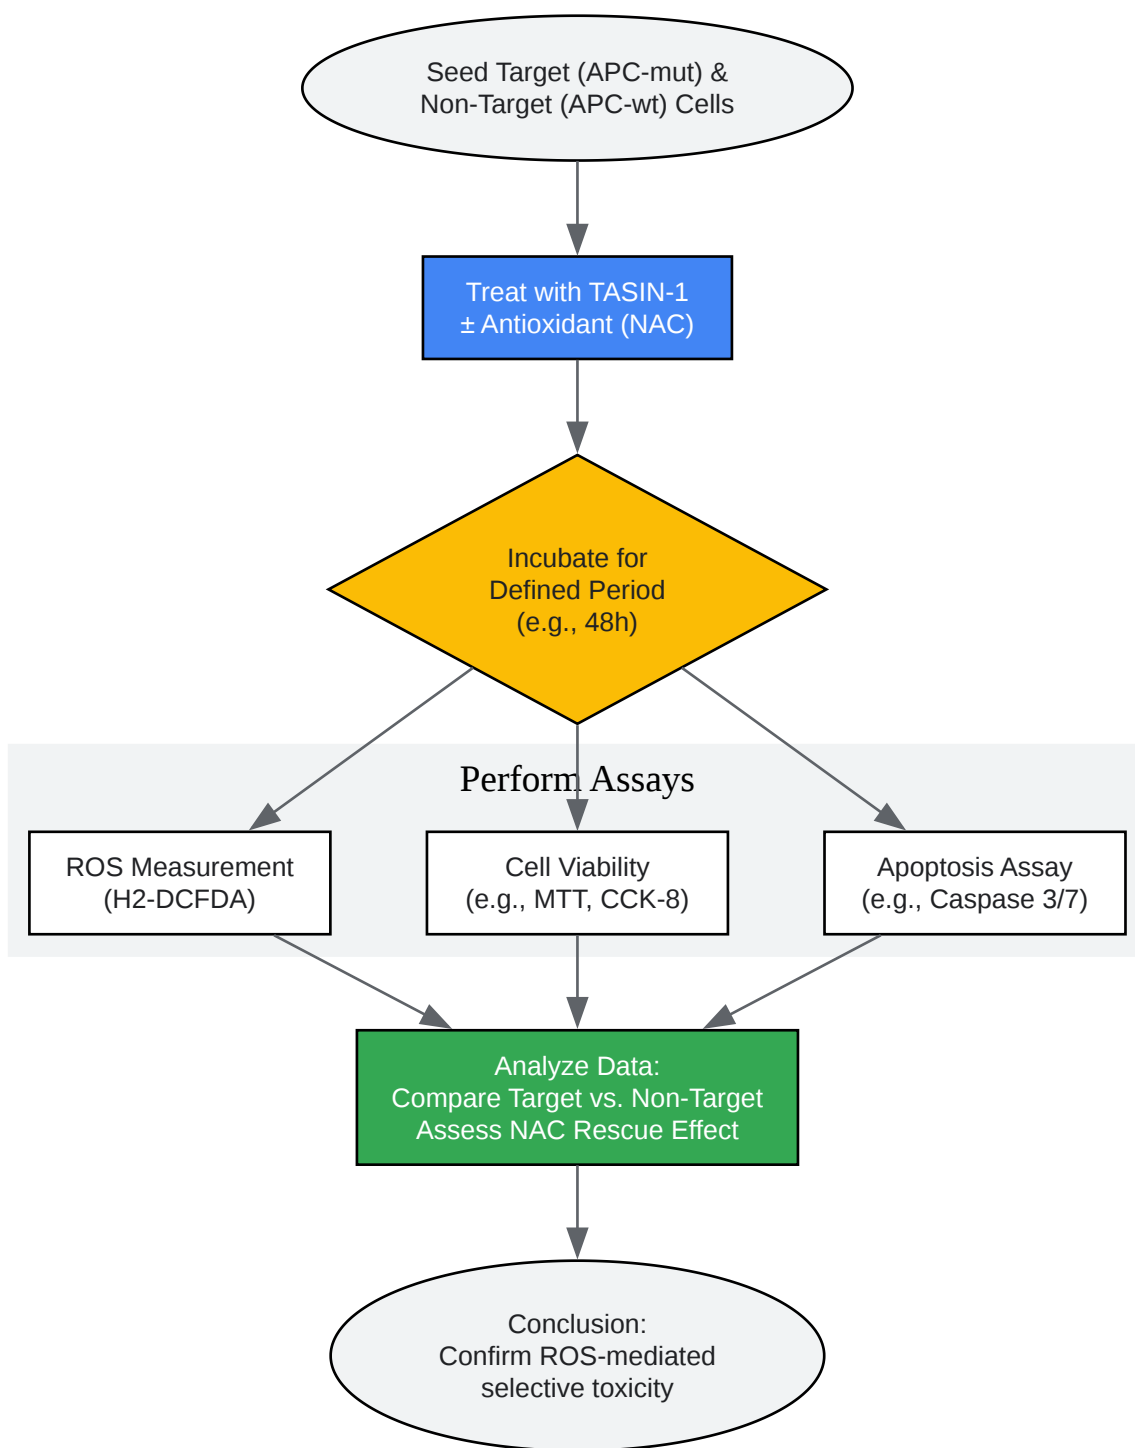 Seed Target (APC-mut) &
Non-Target (APC-wt) Cells
Treat with TASIN-1
± Antioxidant (NAC)
Incubate for
Defined Period
(e.g., 48h)
Perform Assays
ROS Measurement
(H2-DCFDA)
Cell Viability
(e.g., MTT, CCK-8)
Apoptosis Assay
(e.g., Caspase 3/7)
Analyze Data:
Compare Target vs. Non-Target
Assess NAC Rescue Effect
Conclusion:
Confirm ROS-mediated
selective toxicity